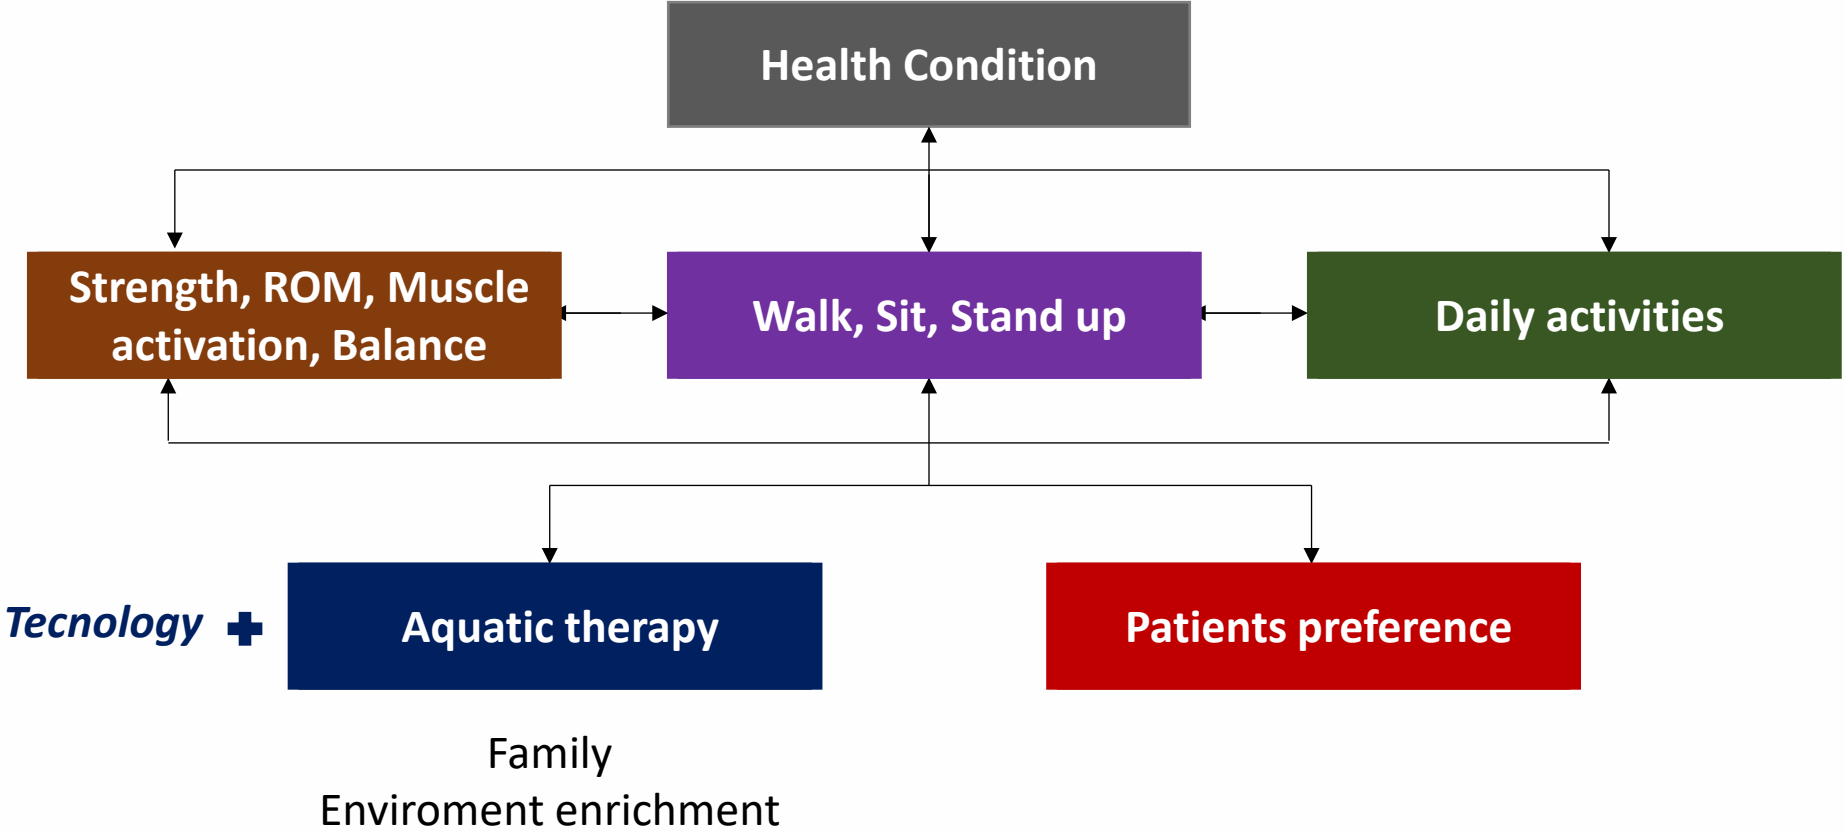 Health Condition
Strength, ROM, Muscle
activation, Balance
Walk, Sit, Stand up
Daily activities
Tecnology
Aquatic therapy
Patients preference
Family
Enviroment enrichment